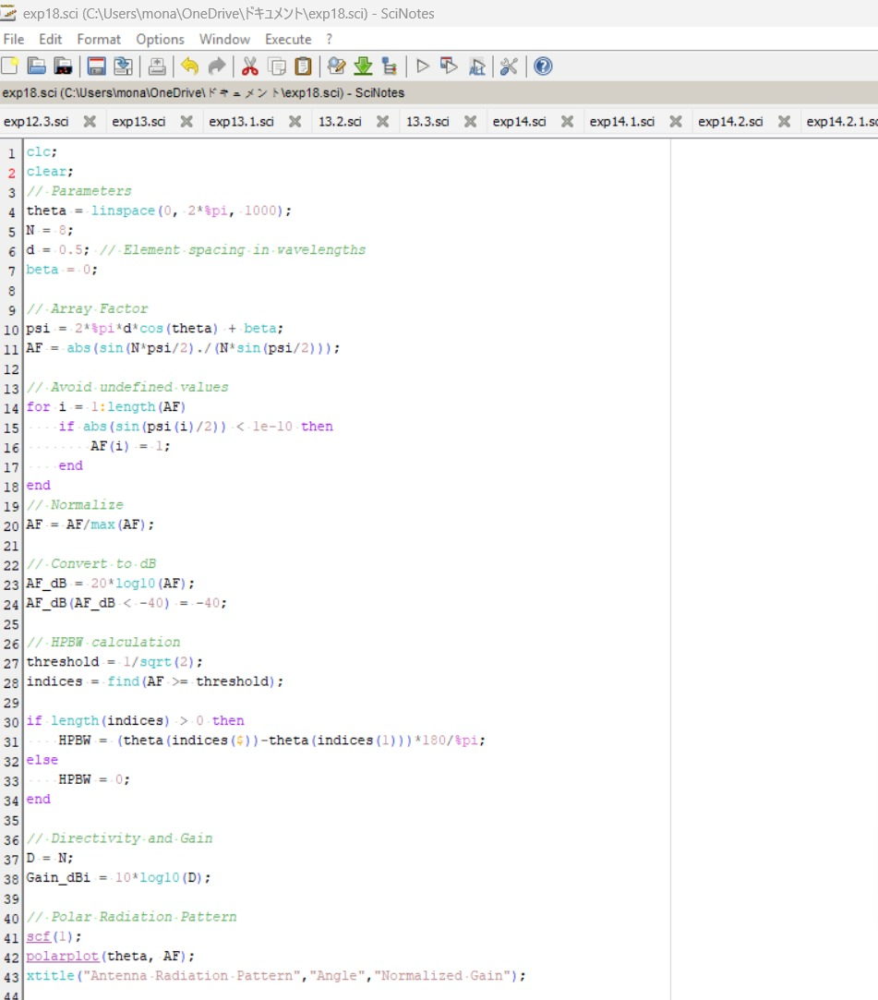 exp18.sci (C:\Users\mona\OneDrive\ドキュメント\exp18.sci) - SciNotes
File Edit Format Options Window Execute ?
exp18.sci (C:\Users\mona\OneDrive\ドキュメント\exp18.sci) - SciNotes
exp12.3.sci exp13.sci exp13.1.sci 13.2.sci 13.3.sci exp14.sci exp14.1.sci exp14.2.sci exp14.2.1.sc
1 clc;
2 clear;
3 // Parameters
4 theta = linspace(0, 2*%pi, 1000);
5 N = 8;
6 d = 0.5; // Element spacing in wavelengths
7 beta = 0;
8
9 // Array Factor
10 psi = 2*%pi*d*cos(theta) + beta;
11 AF = abs(sin(N*psi/2)./(N*sin(psi/2)));
12
13 // Avoid undefined values
14 for i = 1:length(AF)
15     if abs(sin(psi(i)/2)) < 1e-10 then
16         AF(i) = 1;
17     end
18 end
19 // Normalize
20 AF = AF/max(AF);
21
22 // Convert to dB
23 AF_dB = 20*log10(AF);
24 AF_dB(AF_dB < -40) = -40;
25
26 // HPBW calculation
27 threshold = 1/sqrt(2);
28 indices = find(AF >= threshold);
29
30 if length(indices) > 0 then
31     HPBW = (theta(indices($))-theta(indices(1)))*180/%pi;
32 else
33     HPBW = 0;
34 end
35
36 // Directivity and Gain
37 D = N;
38 Gain_dBi = 10*log10(D);
39
40 // Polar Radiation Pattern
41 scf(1);
42 polarplot(theta, AF);
43 xtitle("Antenna Radiation Pattern","Angle","Normalized Gain");
44